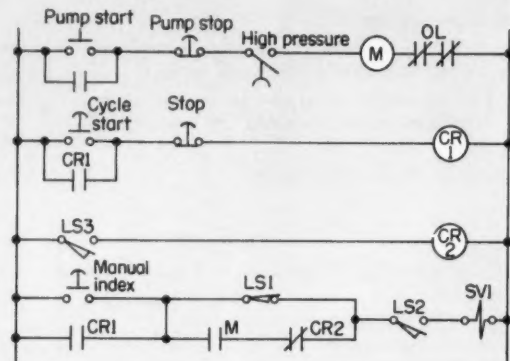 Pump start
Pump stop
High pressure
M
OL
Cycle start
Stop
CR1
CR 1
LS3
CR 2
Manual index
LS1
LS2
SV1
CR1
M
CR2